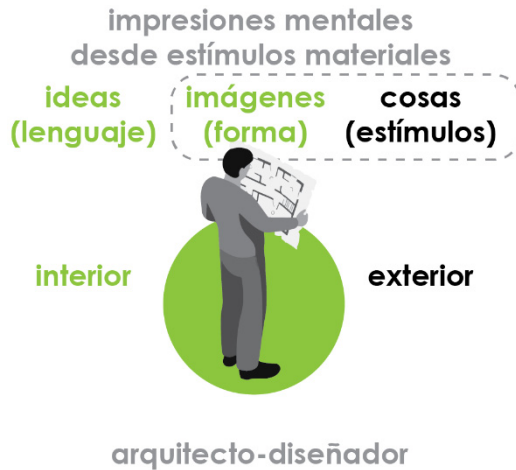 impresiones mentales
desde estímulos materiales
ideas imágenes cosas
(lenguaje) (forma) (estímulos)
interior exterior
arquitecto-diseñador